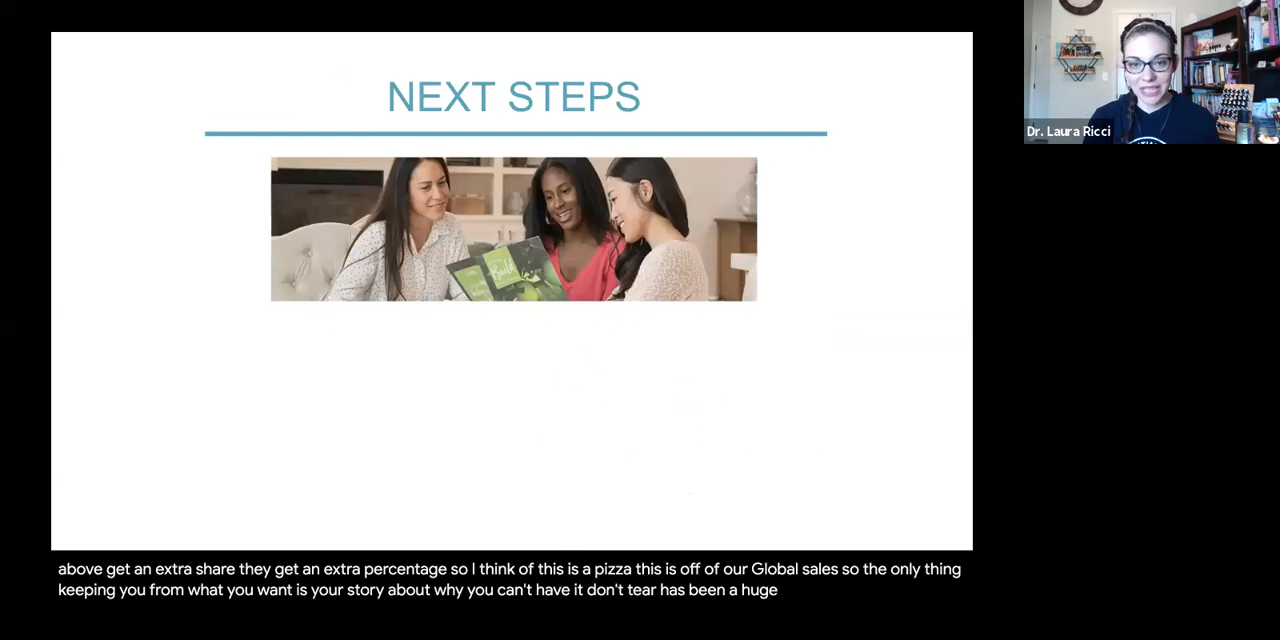 NEXT STEPS
Build
Dr. Laura Ricci
above get an extra share they get an extra percentage so I think of this is a pizza this is off of our Global sales so the only thing
keeping you from what you want is your story about why you can't have it don't tear has been a huge